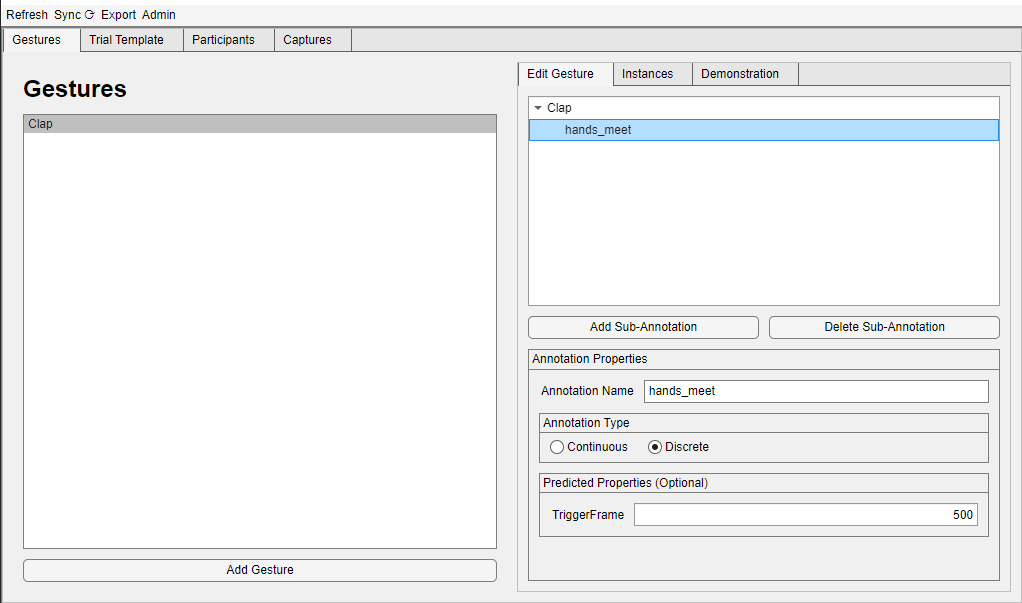 Refresh Sync Export Admin
Gestures Trial Template Participants Captures
Gestures
Clap
Add Gesture
Edit Gesture Instances Demonstration
Clap
hands_meet
Add Sub-Annotation Delete Sub-Annotation
Annotation Properties
Annotation Name hands_meet
Annotation Type
Continuous Discrete
Predicted Properties (Optional)
TriggerFrame 500